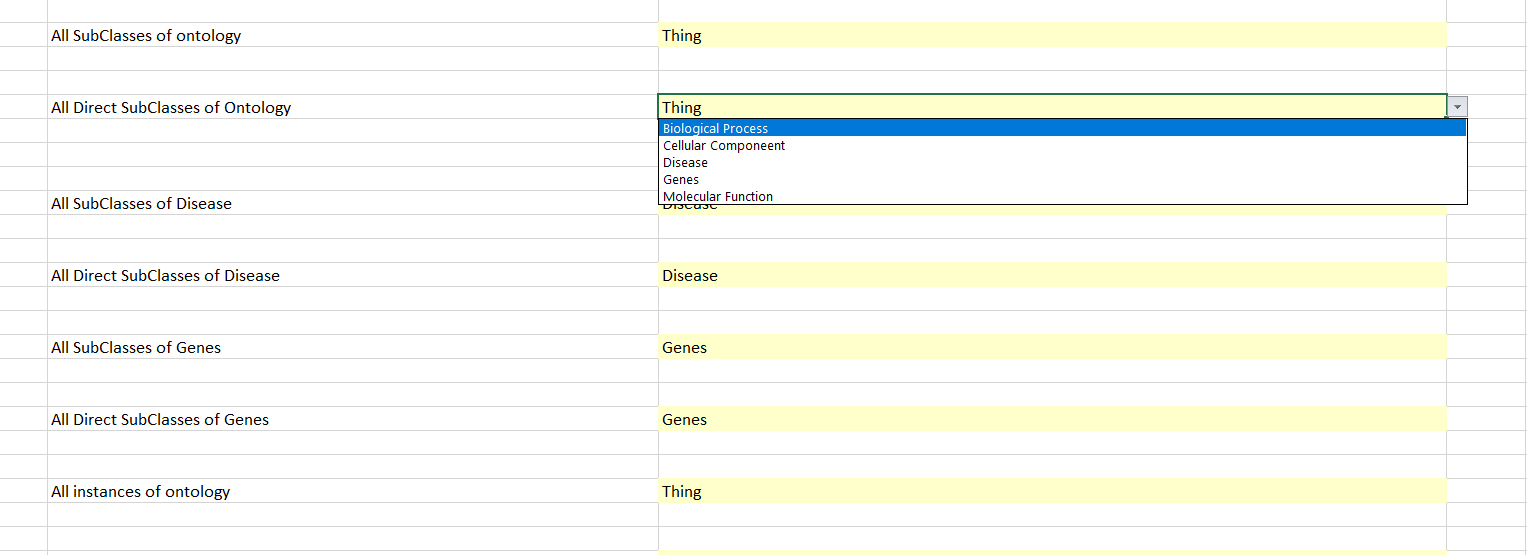 All SubClasses of ontology Thing
All Direct SubClasses of Ontology Thing
Biological Process
Cellular Componeent
Disease
Genes
Molecular Function
All SubClasses of Disease Disease
All Direct SubClasses of Disease Disease
All SubClasses of Genes Genes
All Direct SubClasses of Genes Genes
All instances of ontology Thing